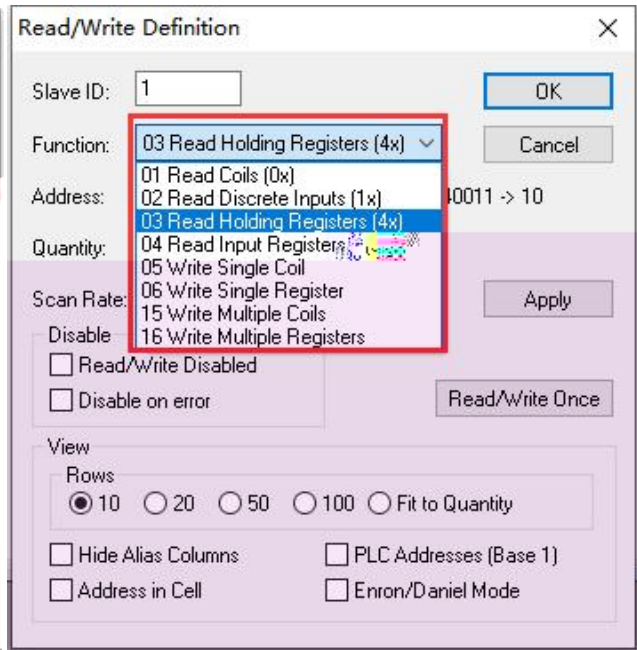 Read/Write Definition
Slave ID: 1
OK
Function: 03 Read Holding Registers (4x)
Cancel
01 Read Coils (0x)
Address: 02 Read Discrete Inputs (1x) 40011 -> 10
03 Read Holding Registers (4x)
Quantity: 04 Read Input Registers
05 Write Single Coil
Scan Rate: 06 Write Single Register
Apply
15 Write Multiple Coils
Disable
16 Write Multiple Registers
Read/Write Disabled
Disable on error
Read/Write Once
View
Rows
10 20 50 100 Fit to Quantity
Hide Alias Columns PLC Addresses (Base 1)
Address in Cell Enron/Daniel Mode